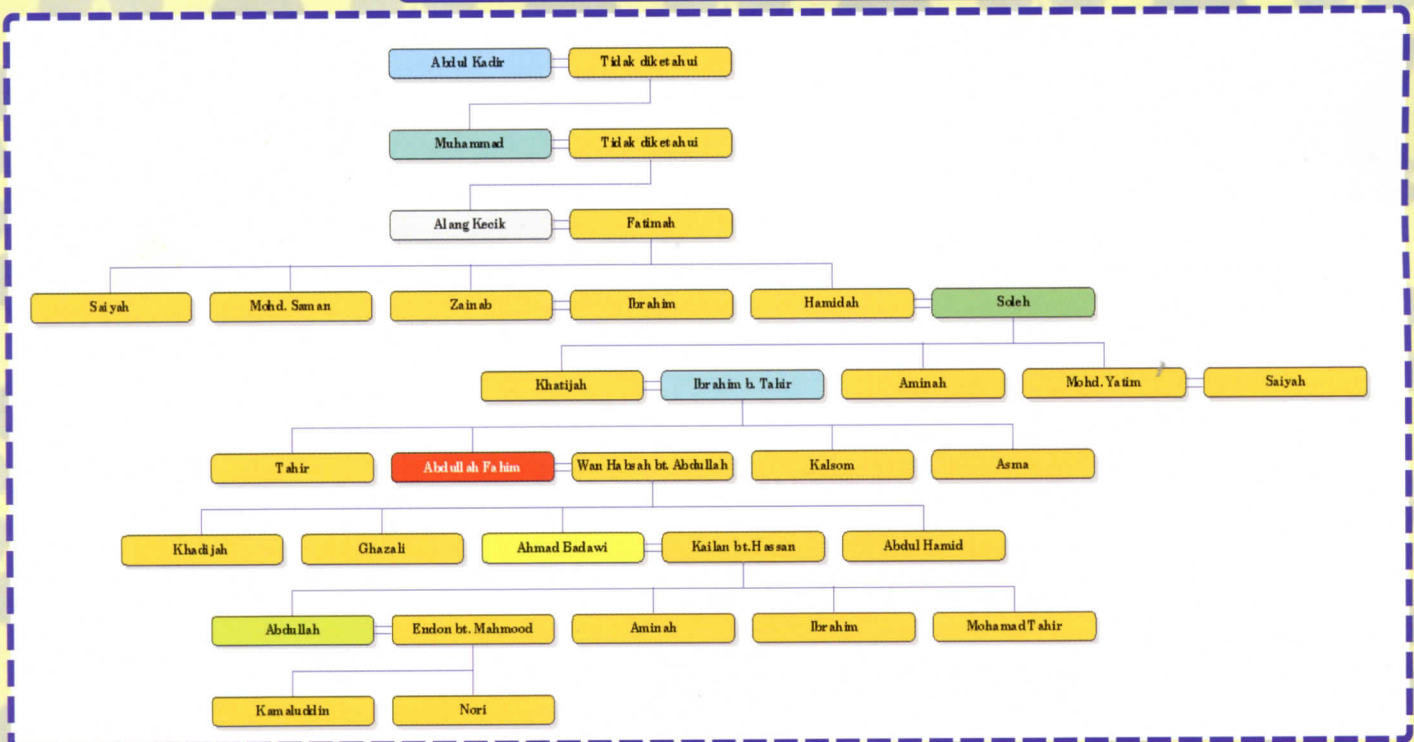 Abdul Kadir
Tidak diketahui
Muhammad
Tidak diketahui
Alang Kecik
Fatimah
Saiyah
Mohd. Saman
Zainab
Ibrahim
Hamidah
Soleh
Khatijah
Ibrahim b. Tahir
Aminah
Mohd. Yatim
Saiyah
Tahir
Abdullah Fahim
Wan Habsah bt. Abdullah
Kalsom
Asma
Khadijah
Ghazali
Ahmad Badawi
Kailan bt.Hassan
Abdul Hamid
Abdullah
Endon bt. Mahmood
Aminah
Ibrahim
Mohamad Tahir
Kamaluddin
Nori